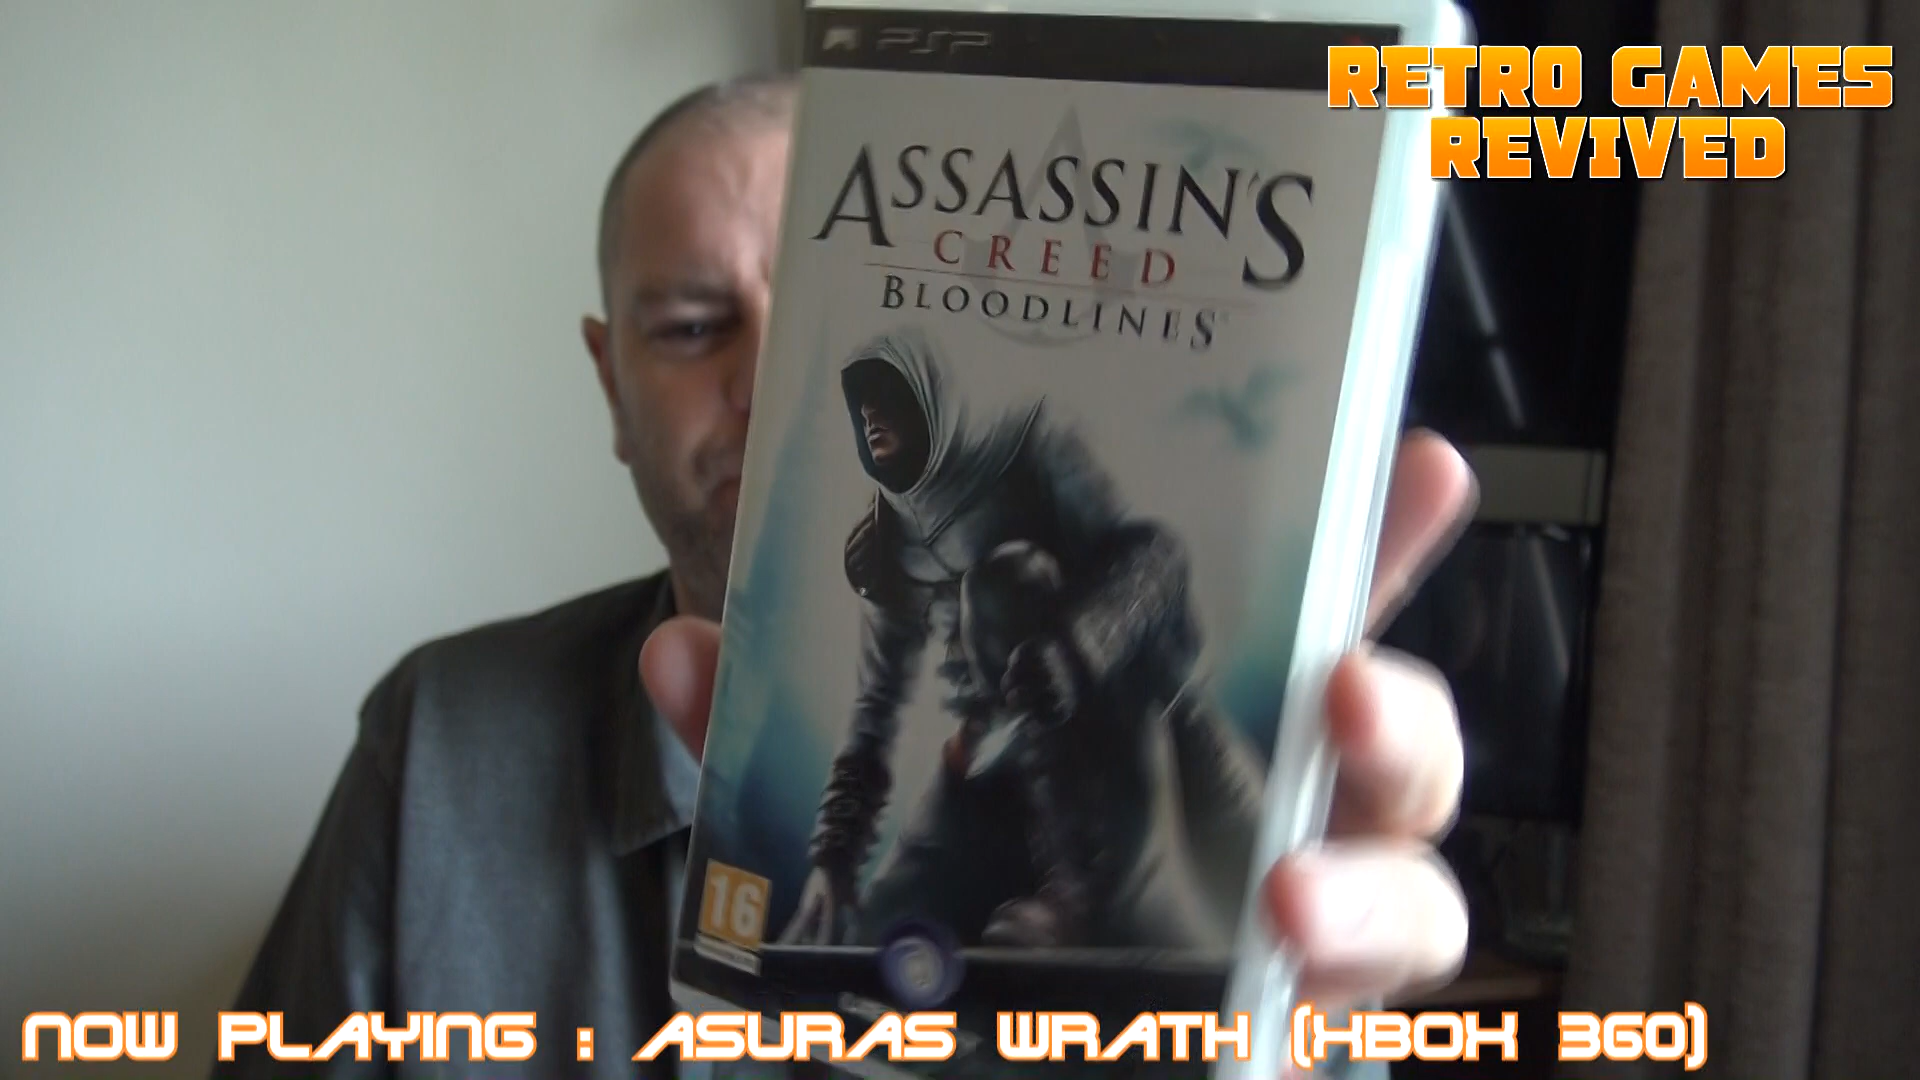 PSP
RETRO GAMES
REVIVED
ASSASSIN'S
CREED
BLOODLINES
16
NOW PLAYING : ASURAS WRATH (XBOX 360)